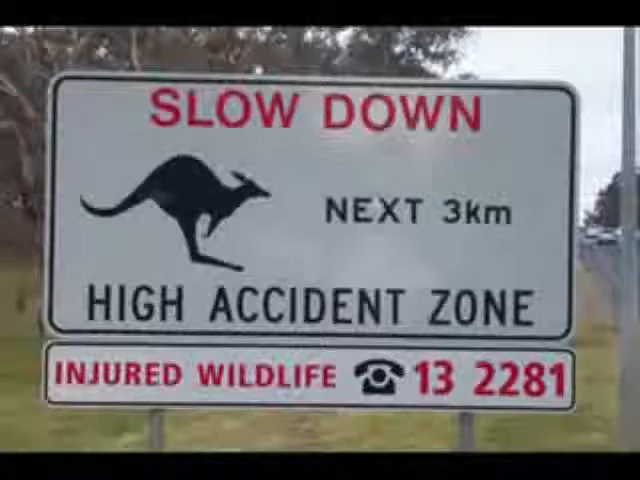 SLOW DOWN
NEXT 3km
HIGH ACCIDENT ZONE
INJURED WILDLIFE 13 2281